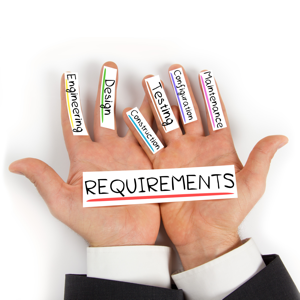 Engineering
Design
Construction
Testing
Configuration
Maintenance
REQUIREMENTS